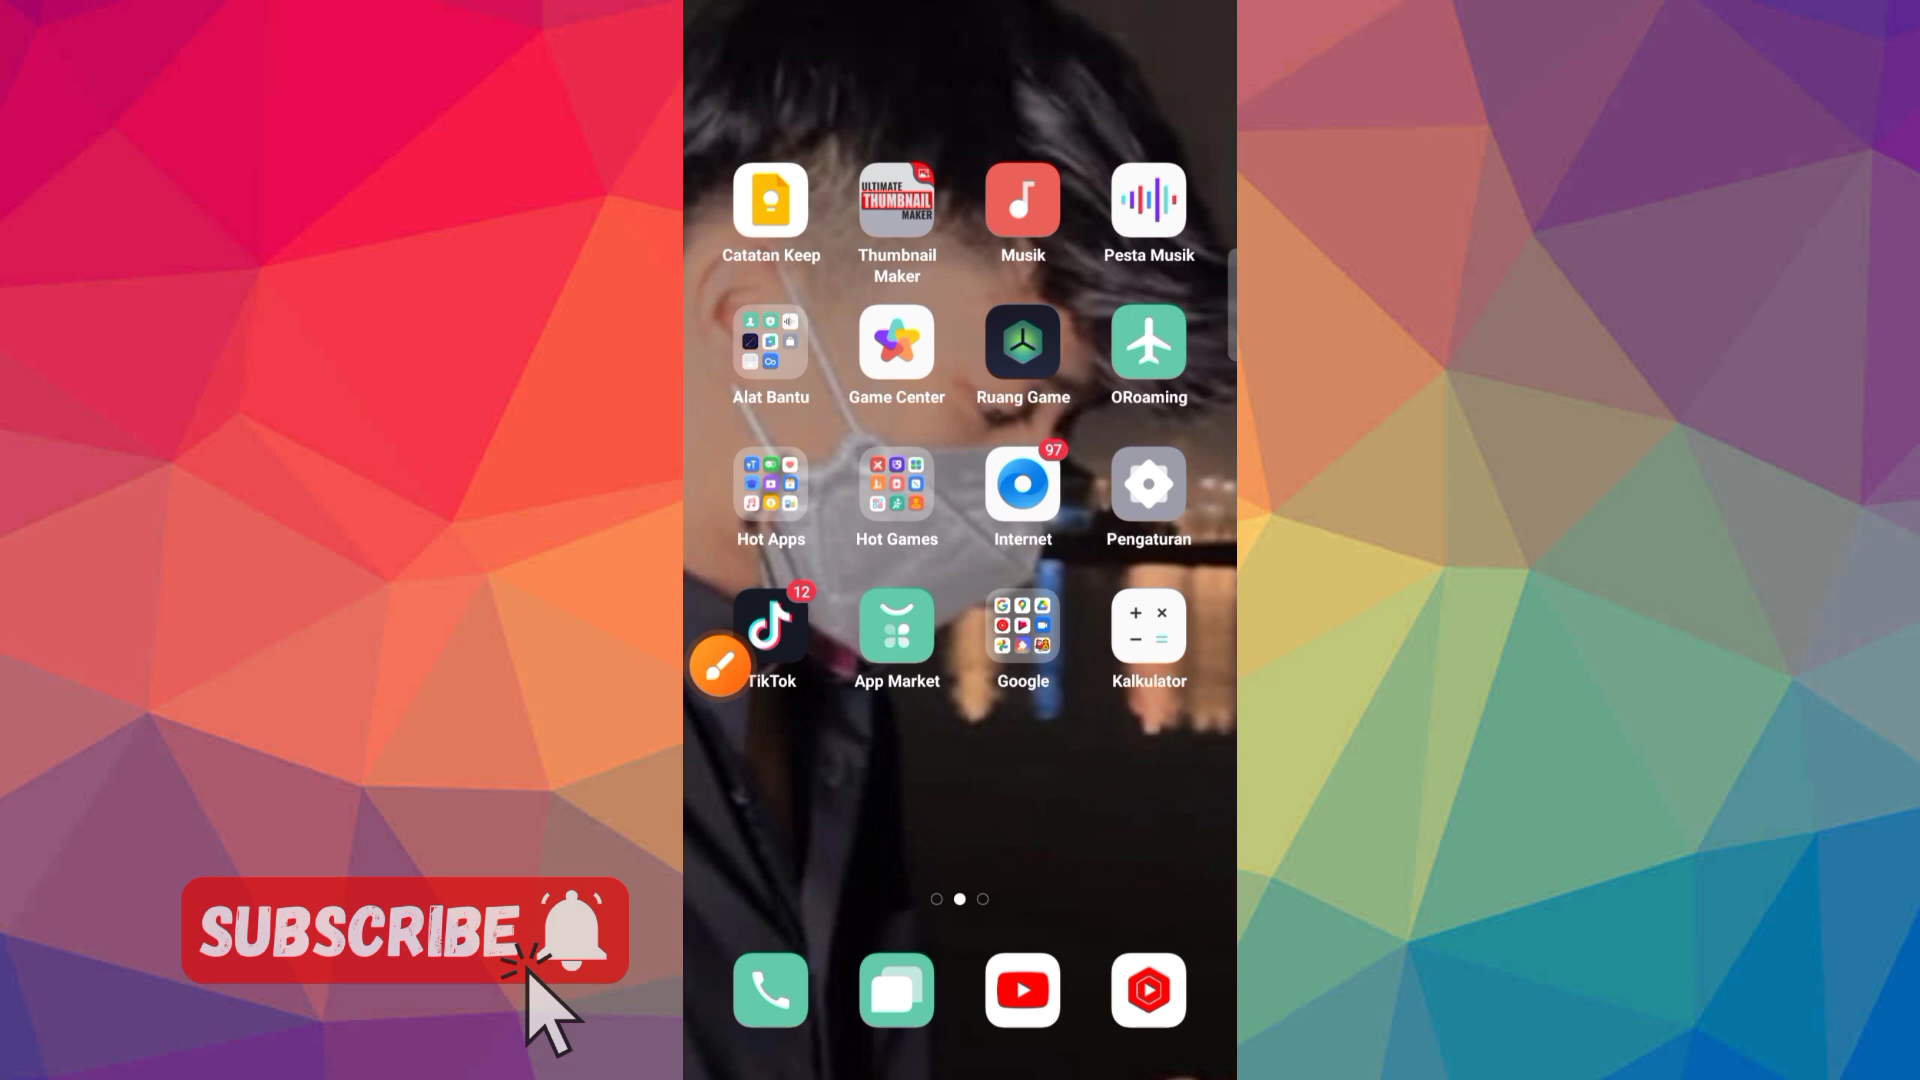 ULTIMATE
THUMBNAIL
MAKER
Catatan Keep
Thumbnail
Maker
Musik
Pesta Musik
Alat Bantu
Game Center
Ruang Game
ORoaming
97
Hot Apps
Hot Games
Internet
Pengaturan
12
TikTok
App Market
Google
Kalkulator
SUBSCRIBE